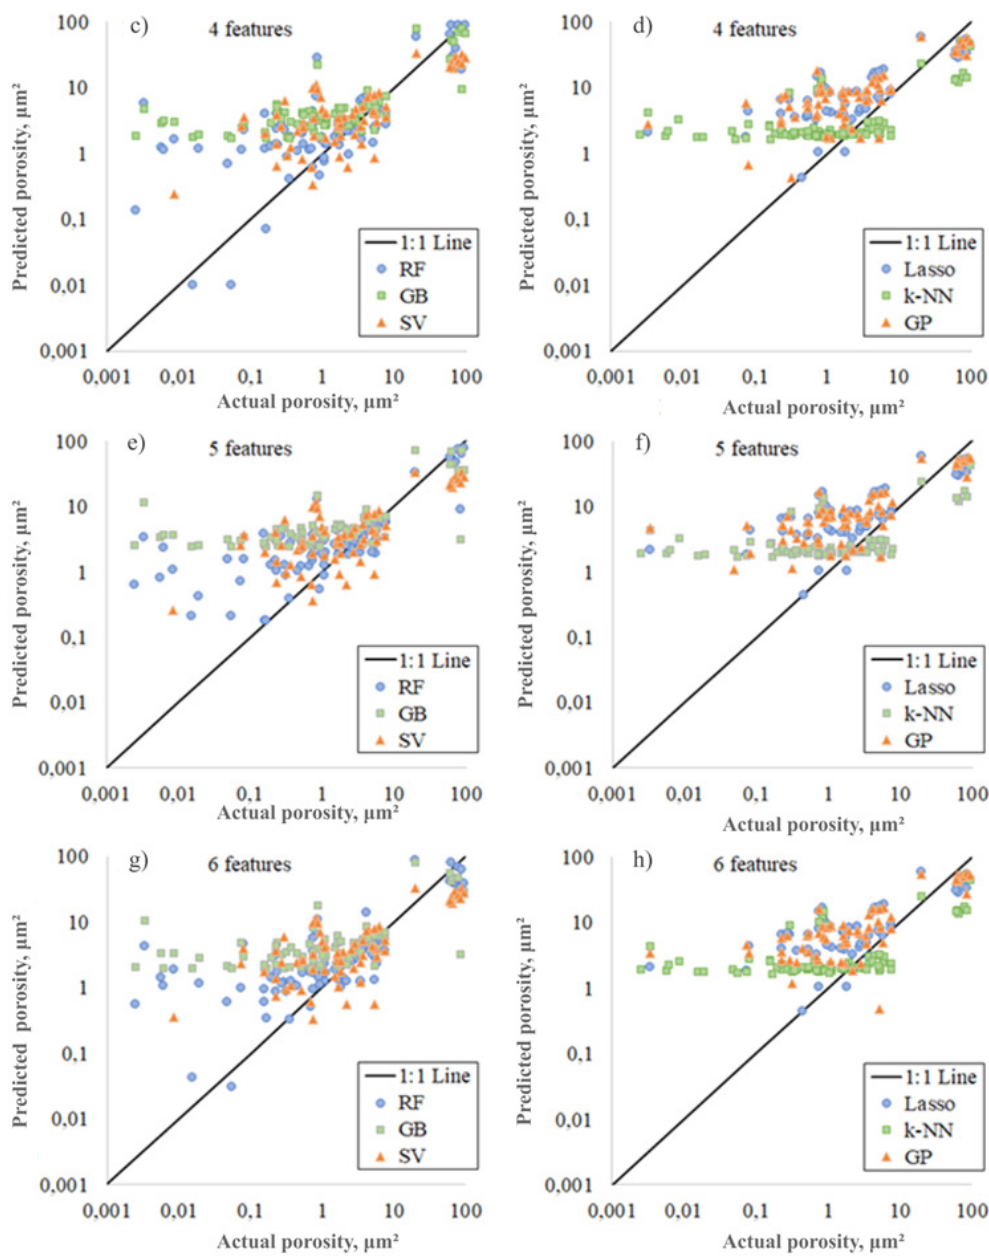 c) 4 features
Predicted porosity, µm²
100
10
1
0,1
0,01
0,001
1:1 Line
RF
GB
SV
0,001 0,01 0,1 1 10 100
Actual porosity, µm²
d) 4 features
Predicted porosity, µm²
100
10
1
0,1
0,01
0,001
1:1 Line
Lasso
k-NN
GP
0,001 0,01 0,1 1 10 100
Actual porosity, µm²
e) 5 features
Predicted porosity, µm²
100
10
1
0,1
0,01
0,001
1:1 Line
RF
GB
SV
0,001 0,01 0,1 1 10 100
Actual porosity, µm²
f) 5 features
Predicted porosity, µm²
100
10
1
0,1
0,01
0,001
1:1 Line
Lasso
k-NN
GP
0,001 0,01 0,1 1 10 100
Actual porosity, µm²
g) 6 features
Predicted porosity, µm²
100
10
1
0,1
0,01
0,001
1:1 Line
RF
GB
SV
0,001 0,01 0,1 1 10 100
Actual porosity, µm²
h) 6 features
Predicted porosity, µm²
100
10
1
0,1
0,01
0,001
1:1 Line
Lasso
k-NN
GP
0,001 0,01 0,1 1 10 100
Actual porosity, µm²